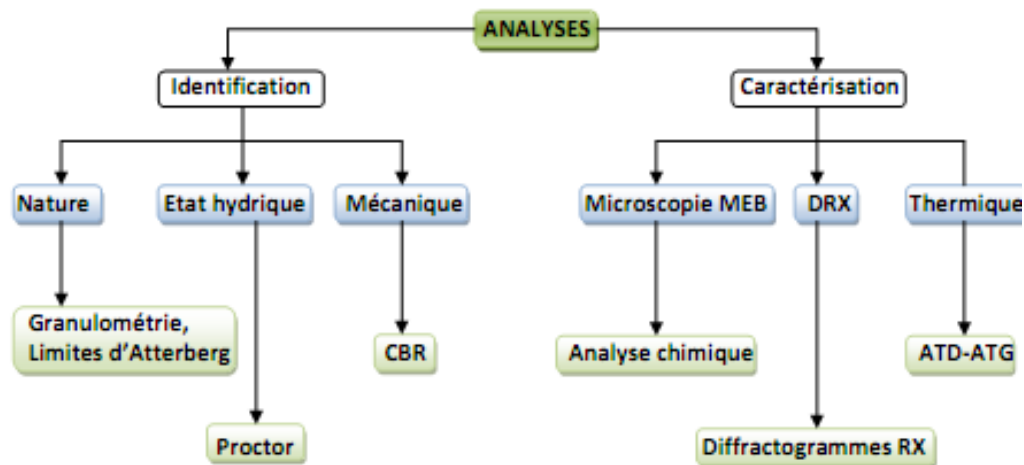 ANALYSES
Identification
Caractérisation
Nature
Etat hydrique
Mécanique
Microscopie MEB
DRX
Thermique
Granulométrie,
Limites d'Atterberg
CBR
Analyse chimique
ATD-ATG
Proctor
Diffractogrammes RX